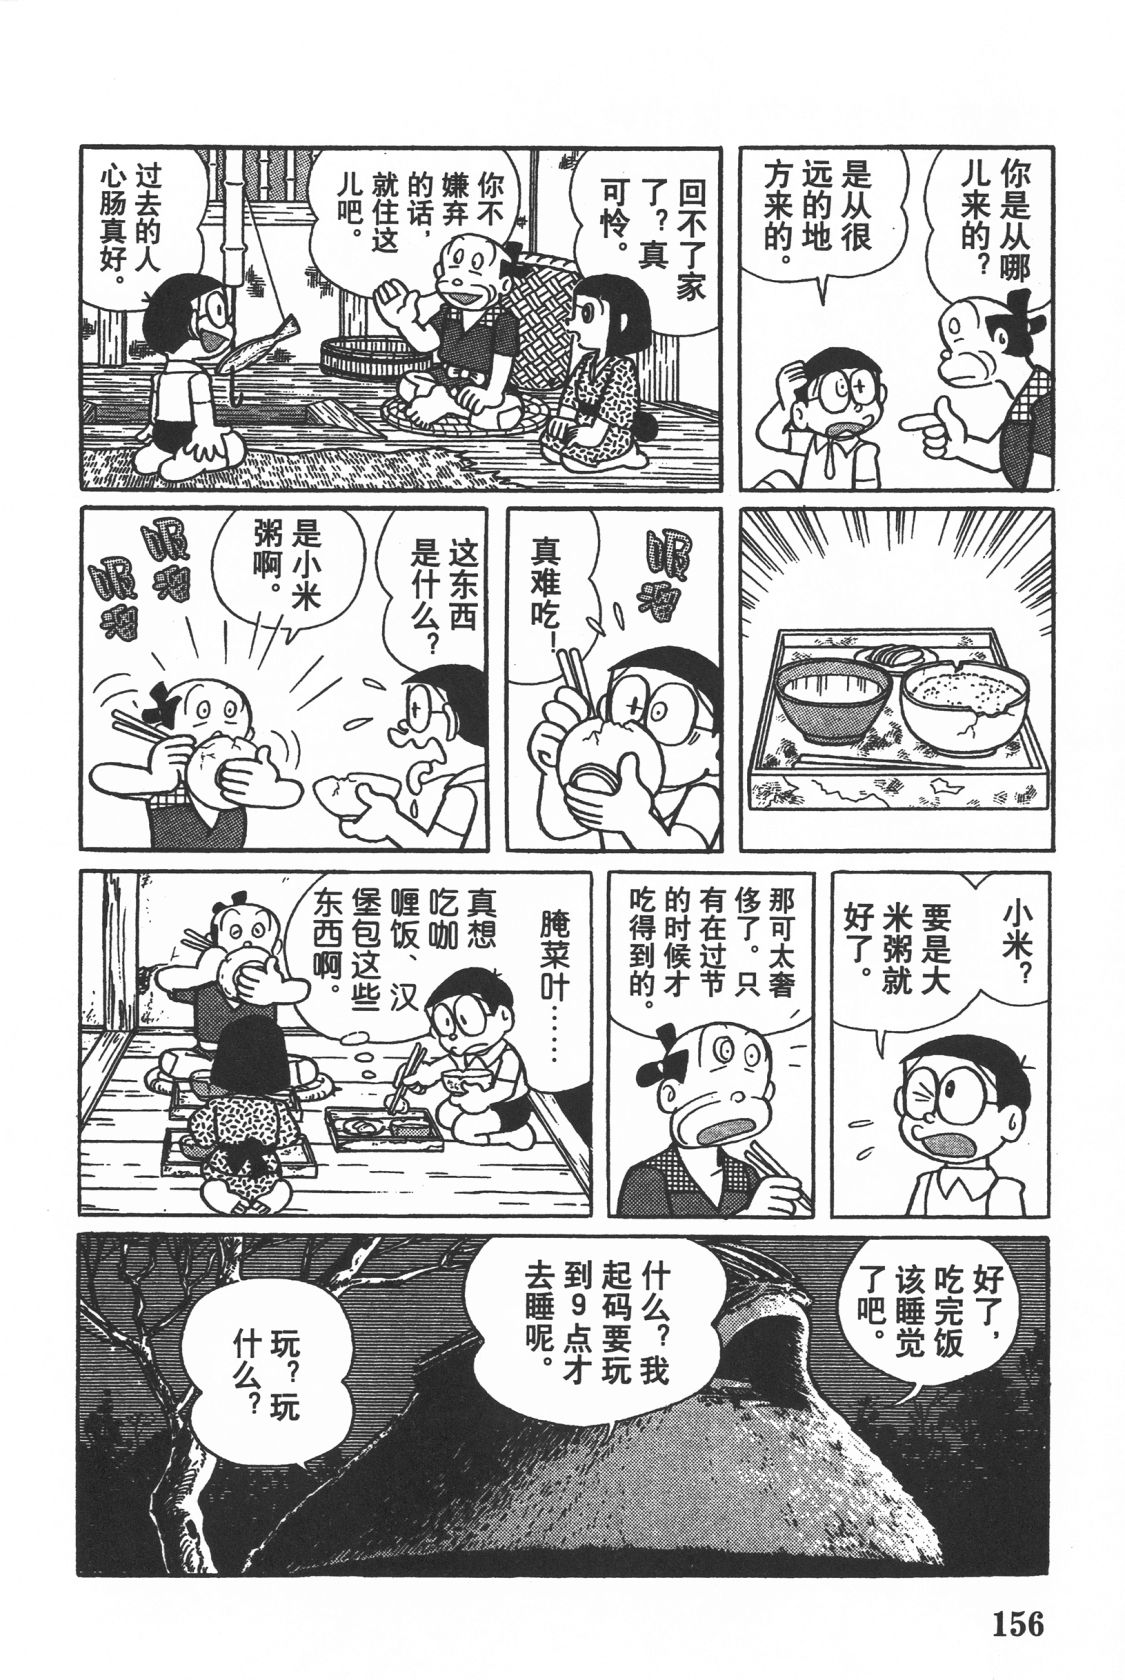 你是从哪
儿来的？
是从很
远的地
方来的。
回不了家
了？真
可怜。
你不
嫌弃
的话，
就住这
儿吧。
过去的人
心肠真好。
真难吃！
这东西
是什么？
是小米
粥啊。
小米？
要是大
米粥就
好了。
那可太奢
侈了。只
有在过节
的时候才
吃得到的。
腌菜叶……
真想
吃咖
喱饭、汉
堡包这些
东西啊。
好了，
吃完饭
该睡觉
了吧。
什么？我
起码要玩
到9点才
去睡呢。
玩？玩
什么？
156